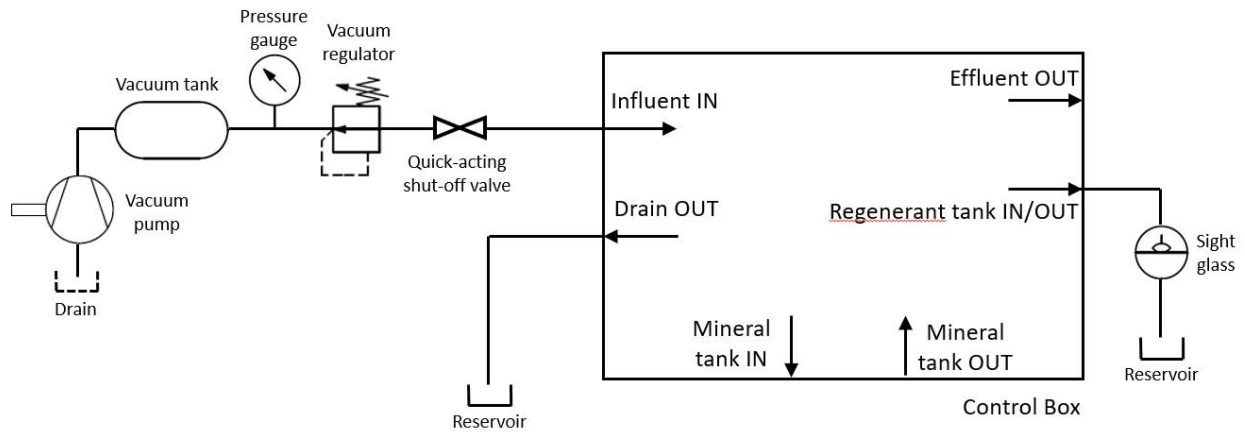 Pressure
gauge
Vacuum
regulator
Vacuum tank
Effluent OUT
Influent IN
Quick-acting
shut-off valve
Vacuum
pump
Drain OUT
Regenerant tank IN/OUT
Sight
glass
Drain
Mineral
tank IN
Mineral
tank OUT
Reservoir
Reservoir
Control Box